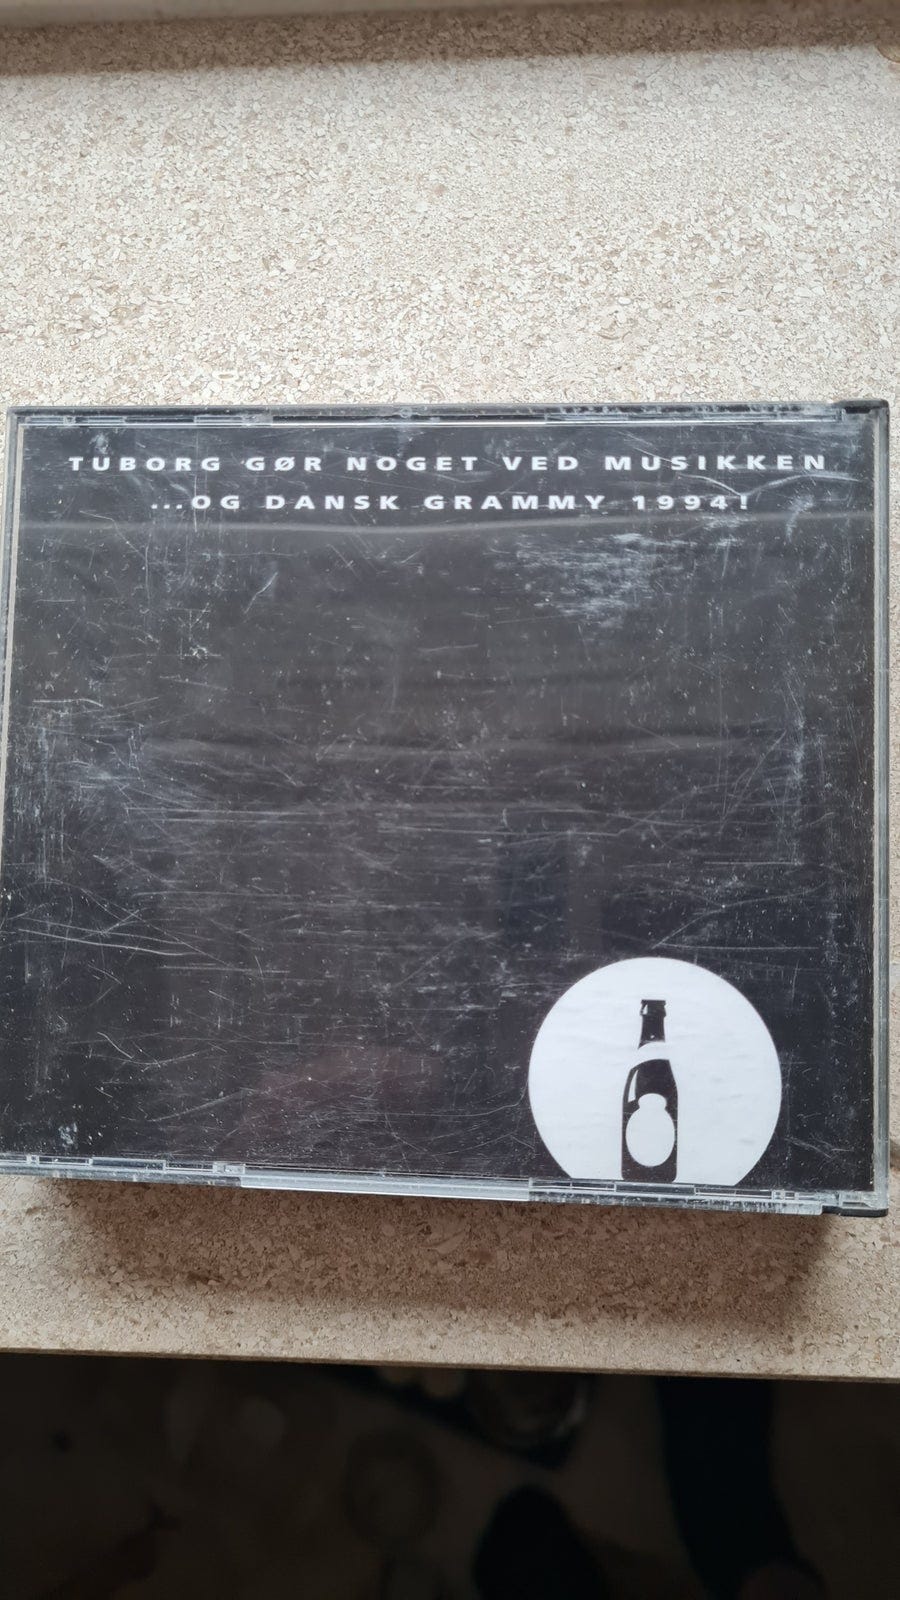 TUBORG GØR NOGET VED MUSIKKEN
...OG DANSK GRAMMY 1994!